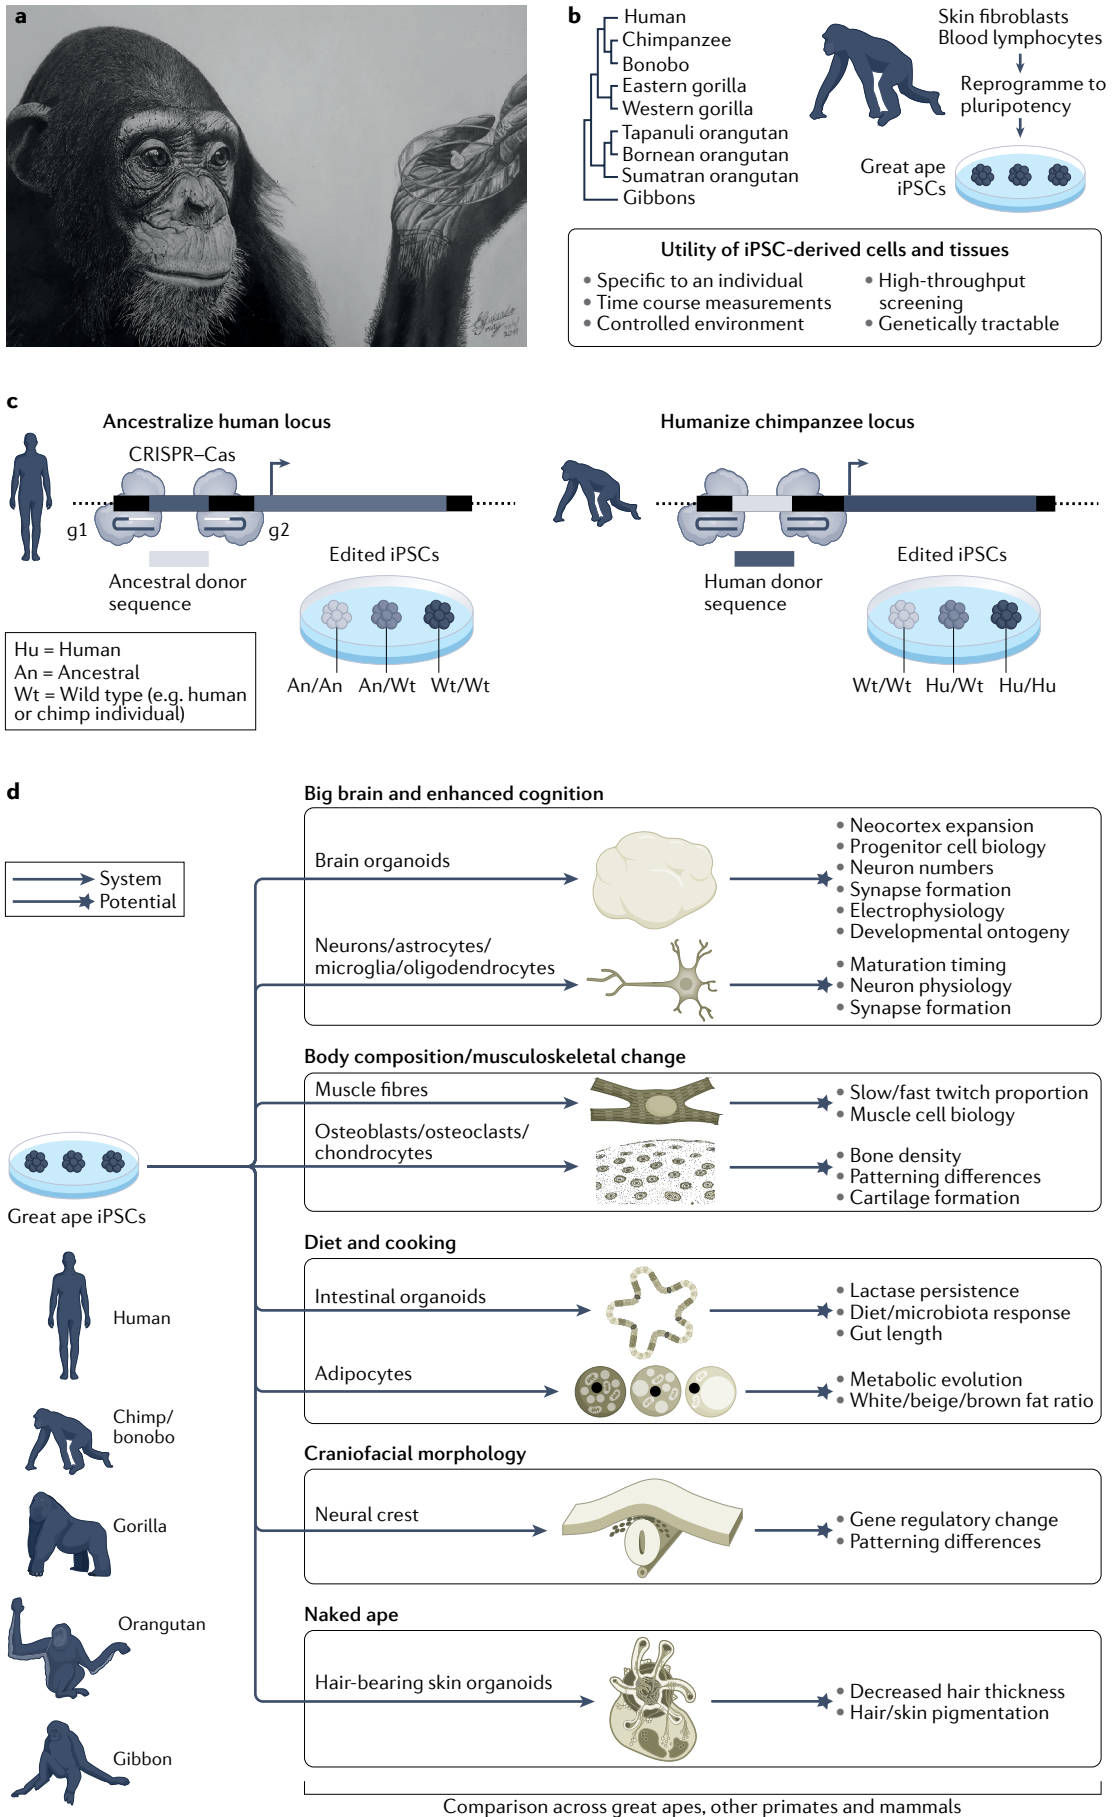 a
b
Human
Chimpanzee
Bonobo
Eastern gorilla
Western gorilla
Tapanuli orangutan
Bornean orangutan
Sumatran orangutan
Gibbons
Skin fibroblasts
Blood lymphocytes
Reprogramme to
pluripotency
Great ape
iPSCs
Utility of iPSC-derived cells and tissues
• Specific to an individual
• Time course measurements
• Controlled environment
• High-throughput
screening
• Genetically tractable
c
Ancestralize human locus
CRISPR–Cas
g1
g2
Ancestral donor
sequence
Edited iPSCs
An/An
An/Wt
Wt/Wt
Hu = Human
An = Ancestral
Wt = Wild type (e.g. human
or chimp individual)
Humanize chimpanzee locus
Human donor
sequence
Edited iPSCs
Wt/Wt
Hu/Wt
Hu/Hu
d
System
Potential
Great ape iPSCs
Human
Chimp/
bonobo
Gorilla
Orangutan
Gibbon
Big brain and enhanced cognition
Brain organoids
• Neocortex expansion
• Progenitor cell biology
• Neuron numbers
• Synapse formation
• Electrophysiology
• Developmental ontogeny
Neurons/astrocytes/
microglia/oligodendrocytes
• Maturation timing
• Neuron physiology
• Synapse formation
Body composition/musculoskeletal change
Muscle fibres
• Slow/fast twitch proportion
• Muscle cell biology
Osteoblasts/osteoclasts/
chondrocytes
• Bone density
• Patterning differences
• Cartilage formation
Diet and cooking
Intestinal organoids
• Lactase persistence
• Diet/microbiota response
• Gut length
Adipocytes
• Metabolic evolution
• White/beige/brown fat ratio
Craniofacial morphology
Neural crest
• Gene regulatory change
• Patterning differences
Naked ape
Hair-bearing skin organoids
• Decreased hair thickness
• Hair/skin pigmentation
Comparison across great apes, other primates and mammals